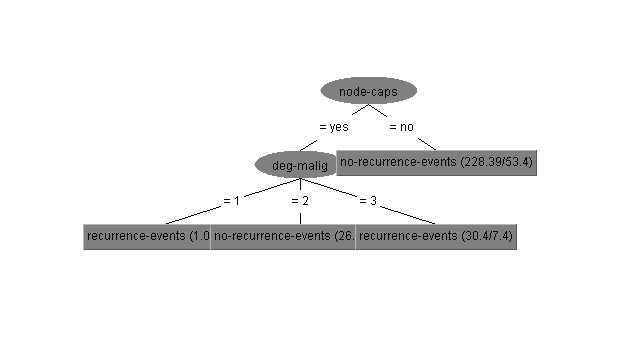 node-caps
= yes
= no
deg-malig
no-recurrence-events (228.39/53.4)
= 1
= 2
= 3
recurrence-events (1.0
no-recurrence-events (26.
recurrence-events (30.4/7.4)